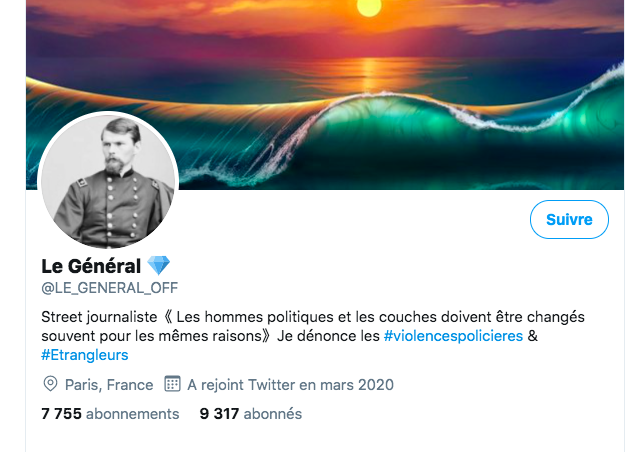 Suivre
Le Général 💎
@LE_GENERAL_OFF
Street journaliste《 Les hommes politiques et les couches doivent être changés
souvent pour les mêmes raisons》Je dénonce les #violencespolicieres &
#Etrangleurs
Paris, France A rejoint Twitter en mars 2020
7 755 abonnements 9 317 abonnés